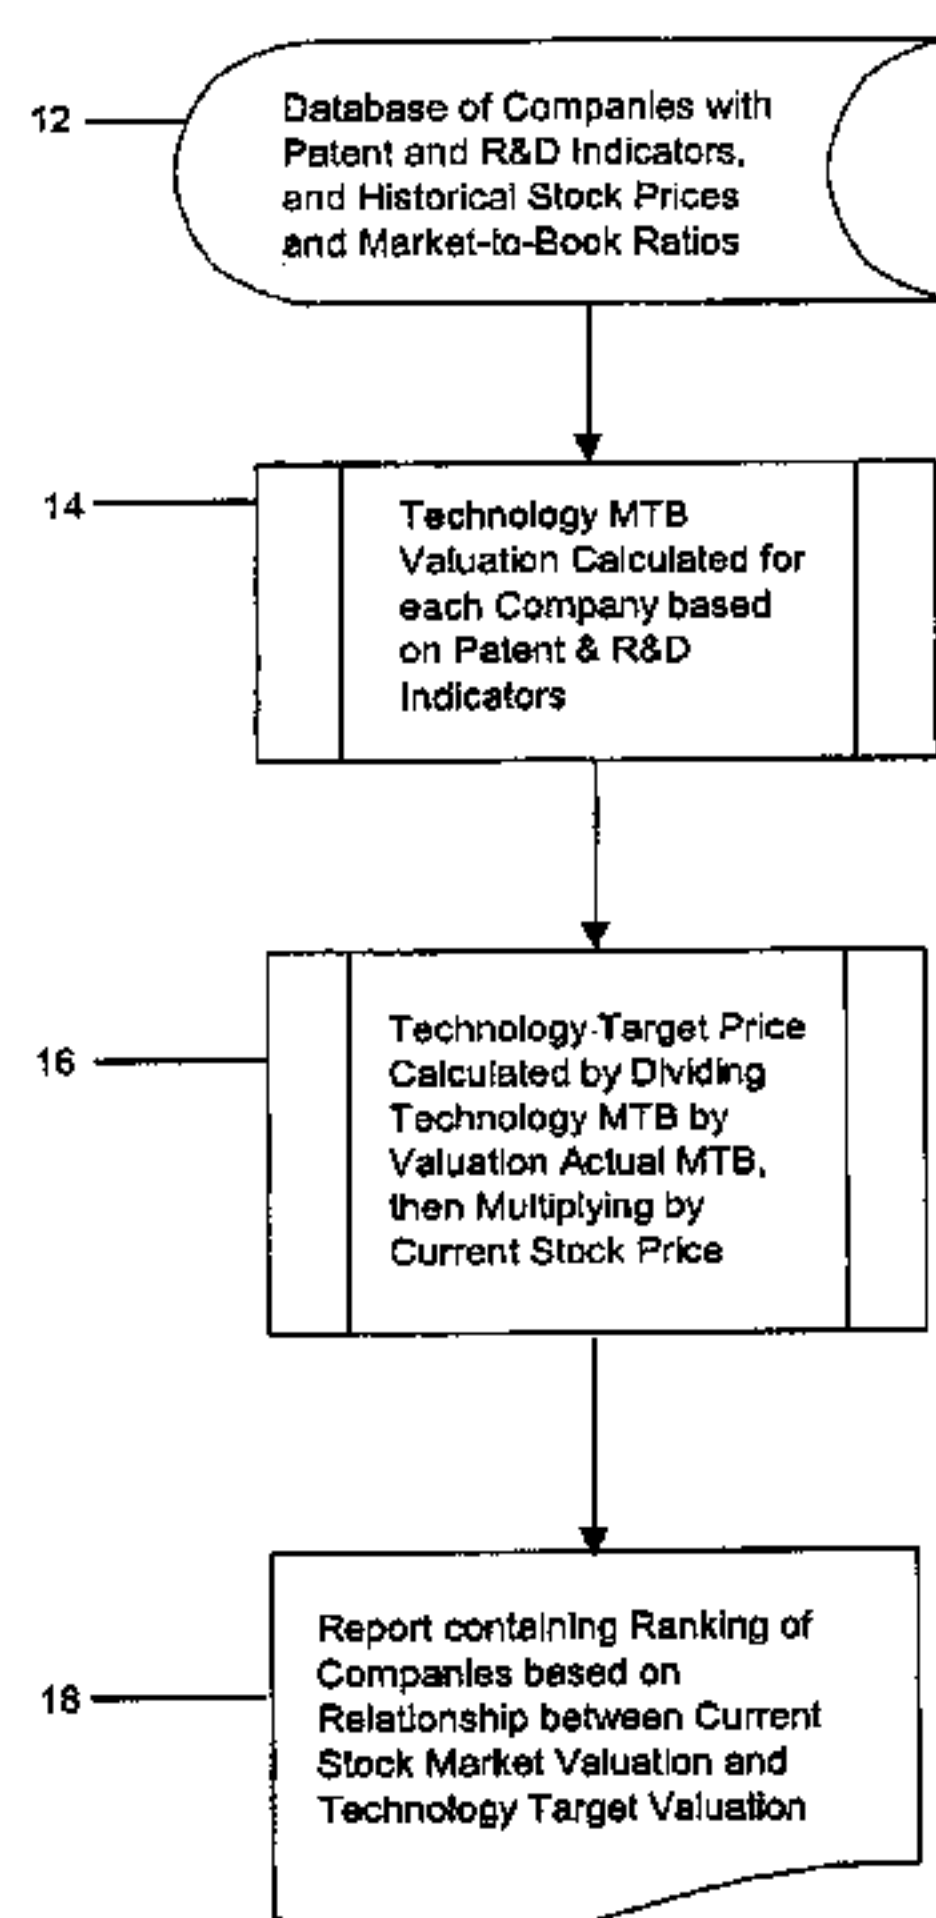 12
Database of Companies with
Patent and R&D Indicators,
and Historical Stock Prices
and Market-to-Book Ratios
14
Technology MTB
Valuation Calculated for
each Company based
on Patent & R&D
Indicators
16
Technology-Target Price
Calculated by Dividing
Technology MTB by
Valuation Actual MTB,
then Multiplying by
Current Stock Price
18
Report containing Ranking of
Companies based on
Relationship between Current
Stock Market Valuation and
Technology Target Valuation